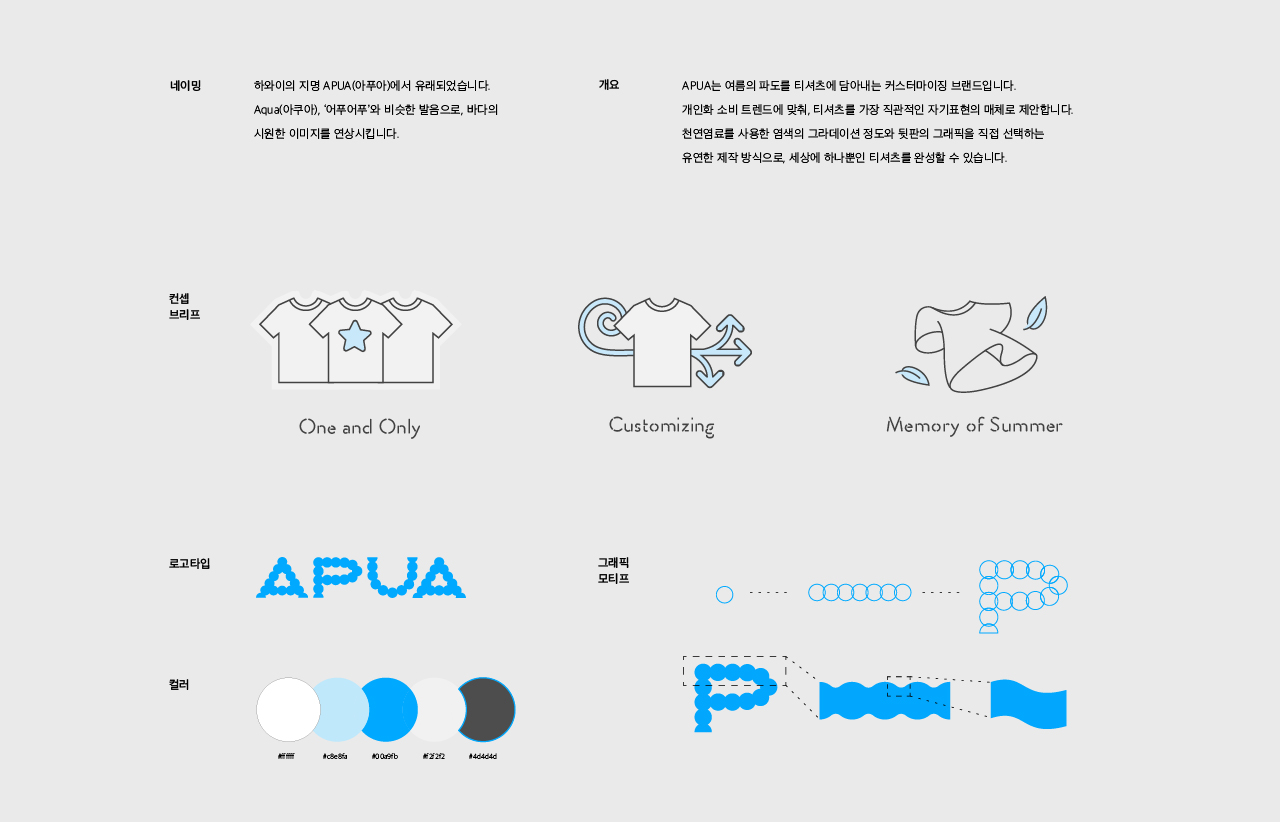 네이밍
하와이의 지명 APUA(아푸아)에서 유래되었습니다.
Aqua(아쿠아), ‘어푸어푸’와 비슷한 발음으로, 바다의
시원한 이미지를 연상시킵니다.
개요
APUA는 여름의 파도를 티셔츠에 담아내는 커스터마이징 브랜드입니다.
개인화 소비 트렌드에 맞춰, 티셔츠를 가장 직관적인 자기표현의 매체로 제안합니다.
천연염료를 사용한 염색의 그라데이션 정도와 뒷판의 그래픽을 직접 선택하는
유연한 제작 방식으로, 세상에 하나뿐인 티셔츠를 완성할 수 있습니다.
컨셉
브리프
One and Only
Customizing
Memory of Summer
로고타입
APUA
그래픽
모티프
P
P
컬러
#ffffff
#c8e8fa
#00a9fb
#f2f2f2
#4d4d4d